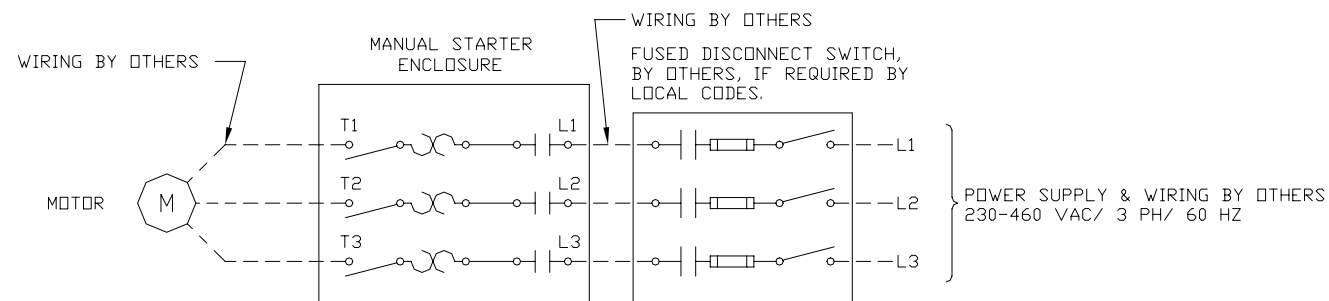 WIRING BY OTHERS
WIRING BY OTHERS
MANUAL STARTER
ENCLOSURE
FUSED DISCONNECT SWITCH,
BY OTHERS, IF REQUIRED BY
LOCAL CODES.
T1
L1
L1
MOTOR
M
T2
L2
L2
POWER SUPPLY & WIRING BY OTHERS
230-460 VAC/ 3 PH/ 60 HZ
T3
L3
L3